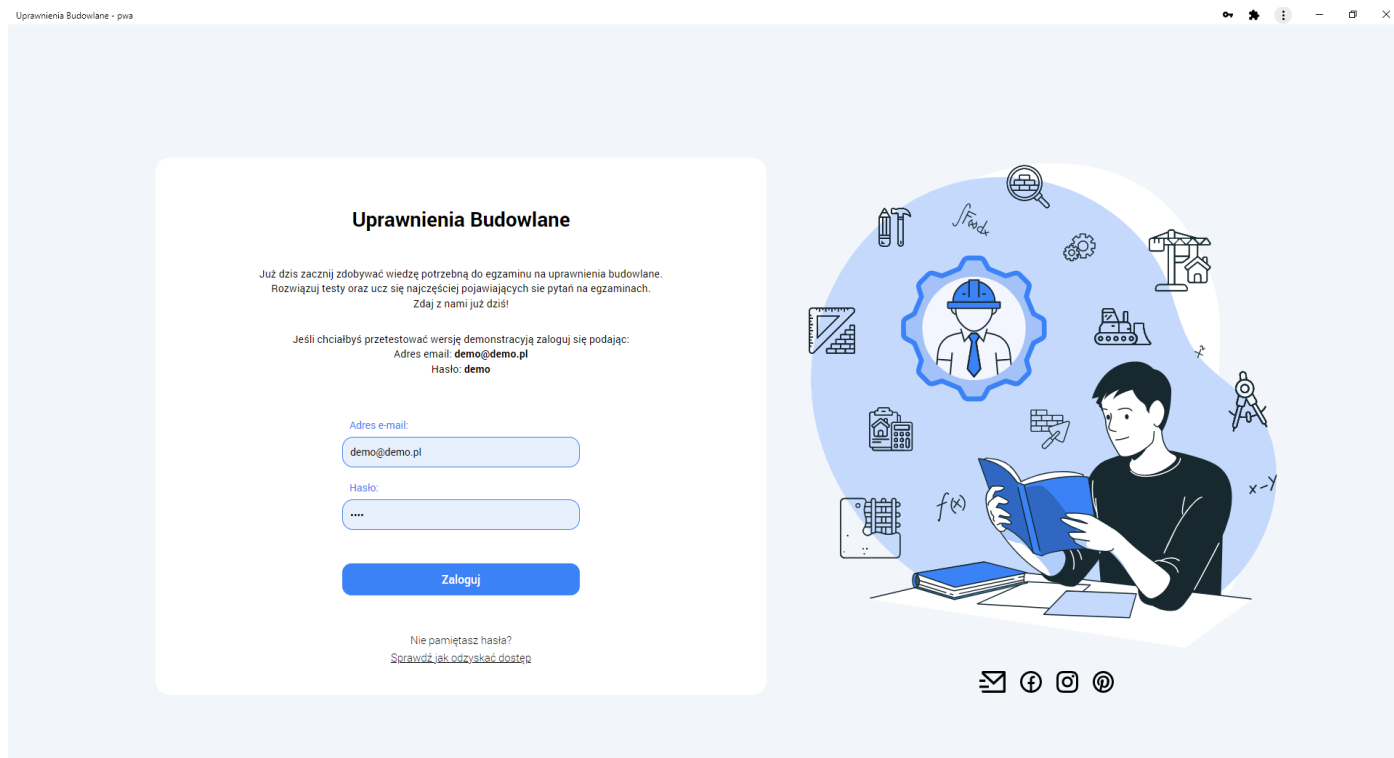 Uprawnienia Budowlane - pwa
Uprawnienia Budowlane
Już dzis zacznij zdobywać wiedzę potrzebną do egzaminu na uprawnienia budowlane.
Rozwiązuj testy oraz ucz się najczęściej pojawiających sie pytań na egzaminach.
Zdaj z nami już dziś!
Jeśli chciałbyś przetestować wersję demonstracyją zaloguj się podając:
Adres email: demo@demo.pl
Hasło: demo
Adres e-mail:
demo@demo.pl
Hasło:
••••
Zaloguj
Nie pamiętasz hasła?
Sprawdź jak odzyskać dostęp
∫F(x)dx
x²
f(x)
x-y